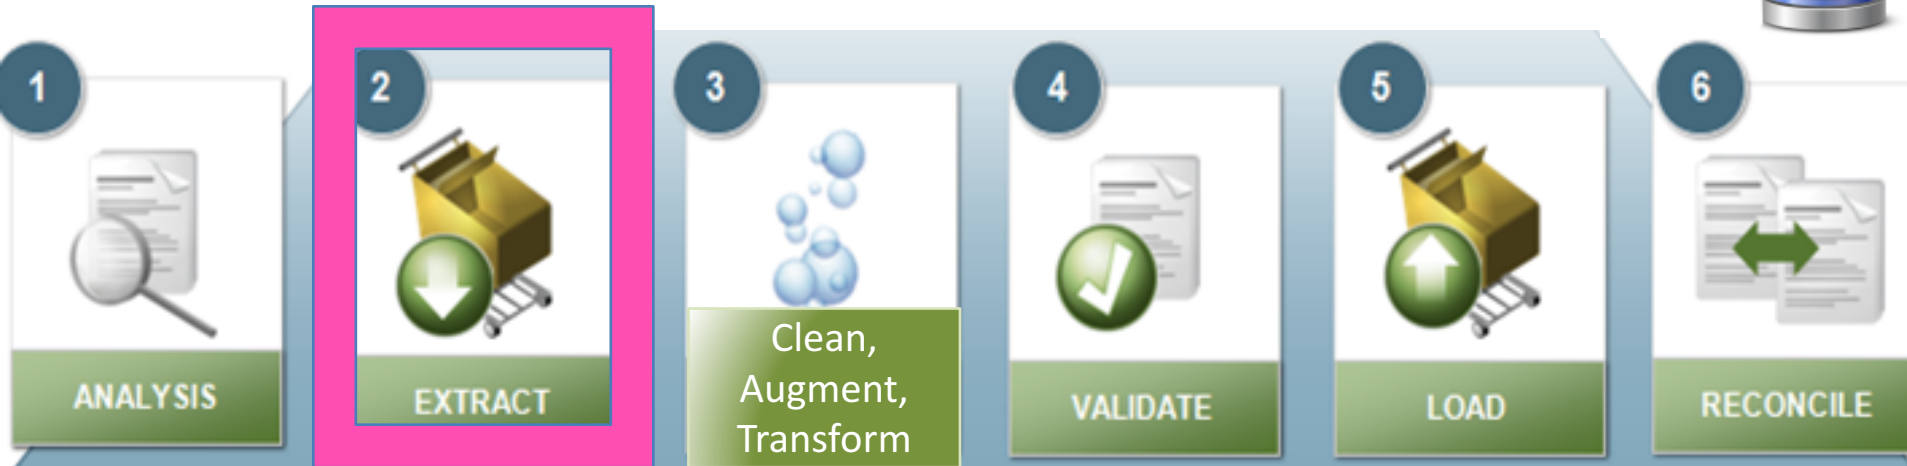 1
ANALYSIS
2
EXTRACT
3
Clean,
Augment,
Transform
4
VALIDATE
5
LOAD
6
RECONCILE